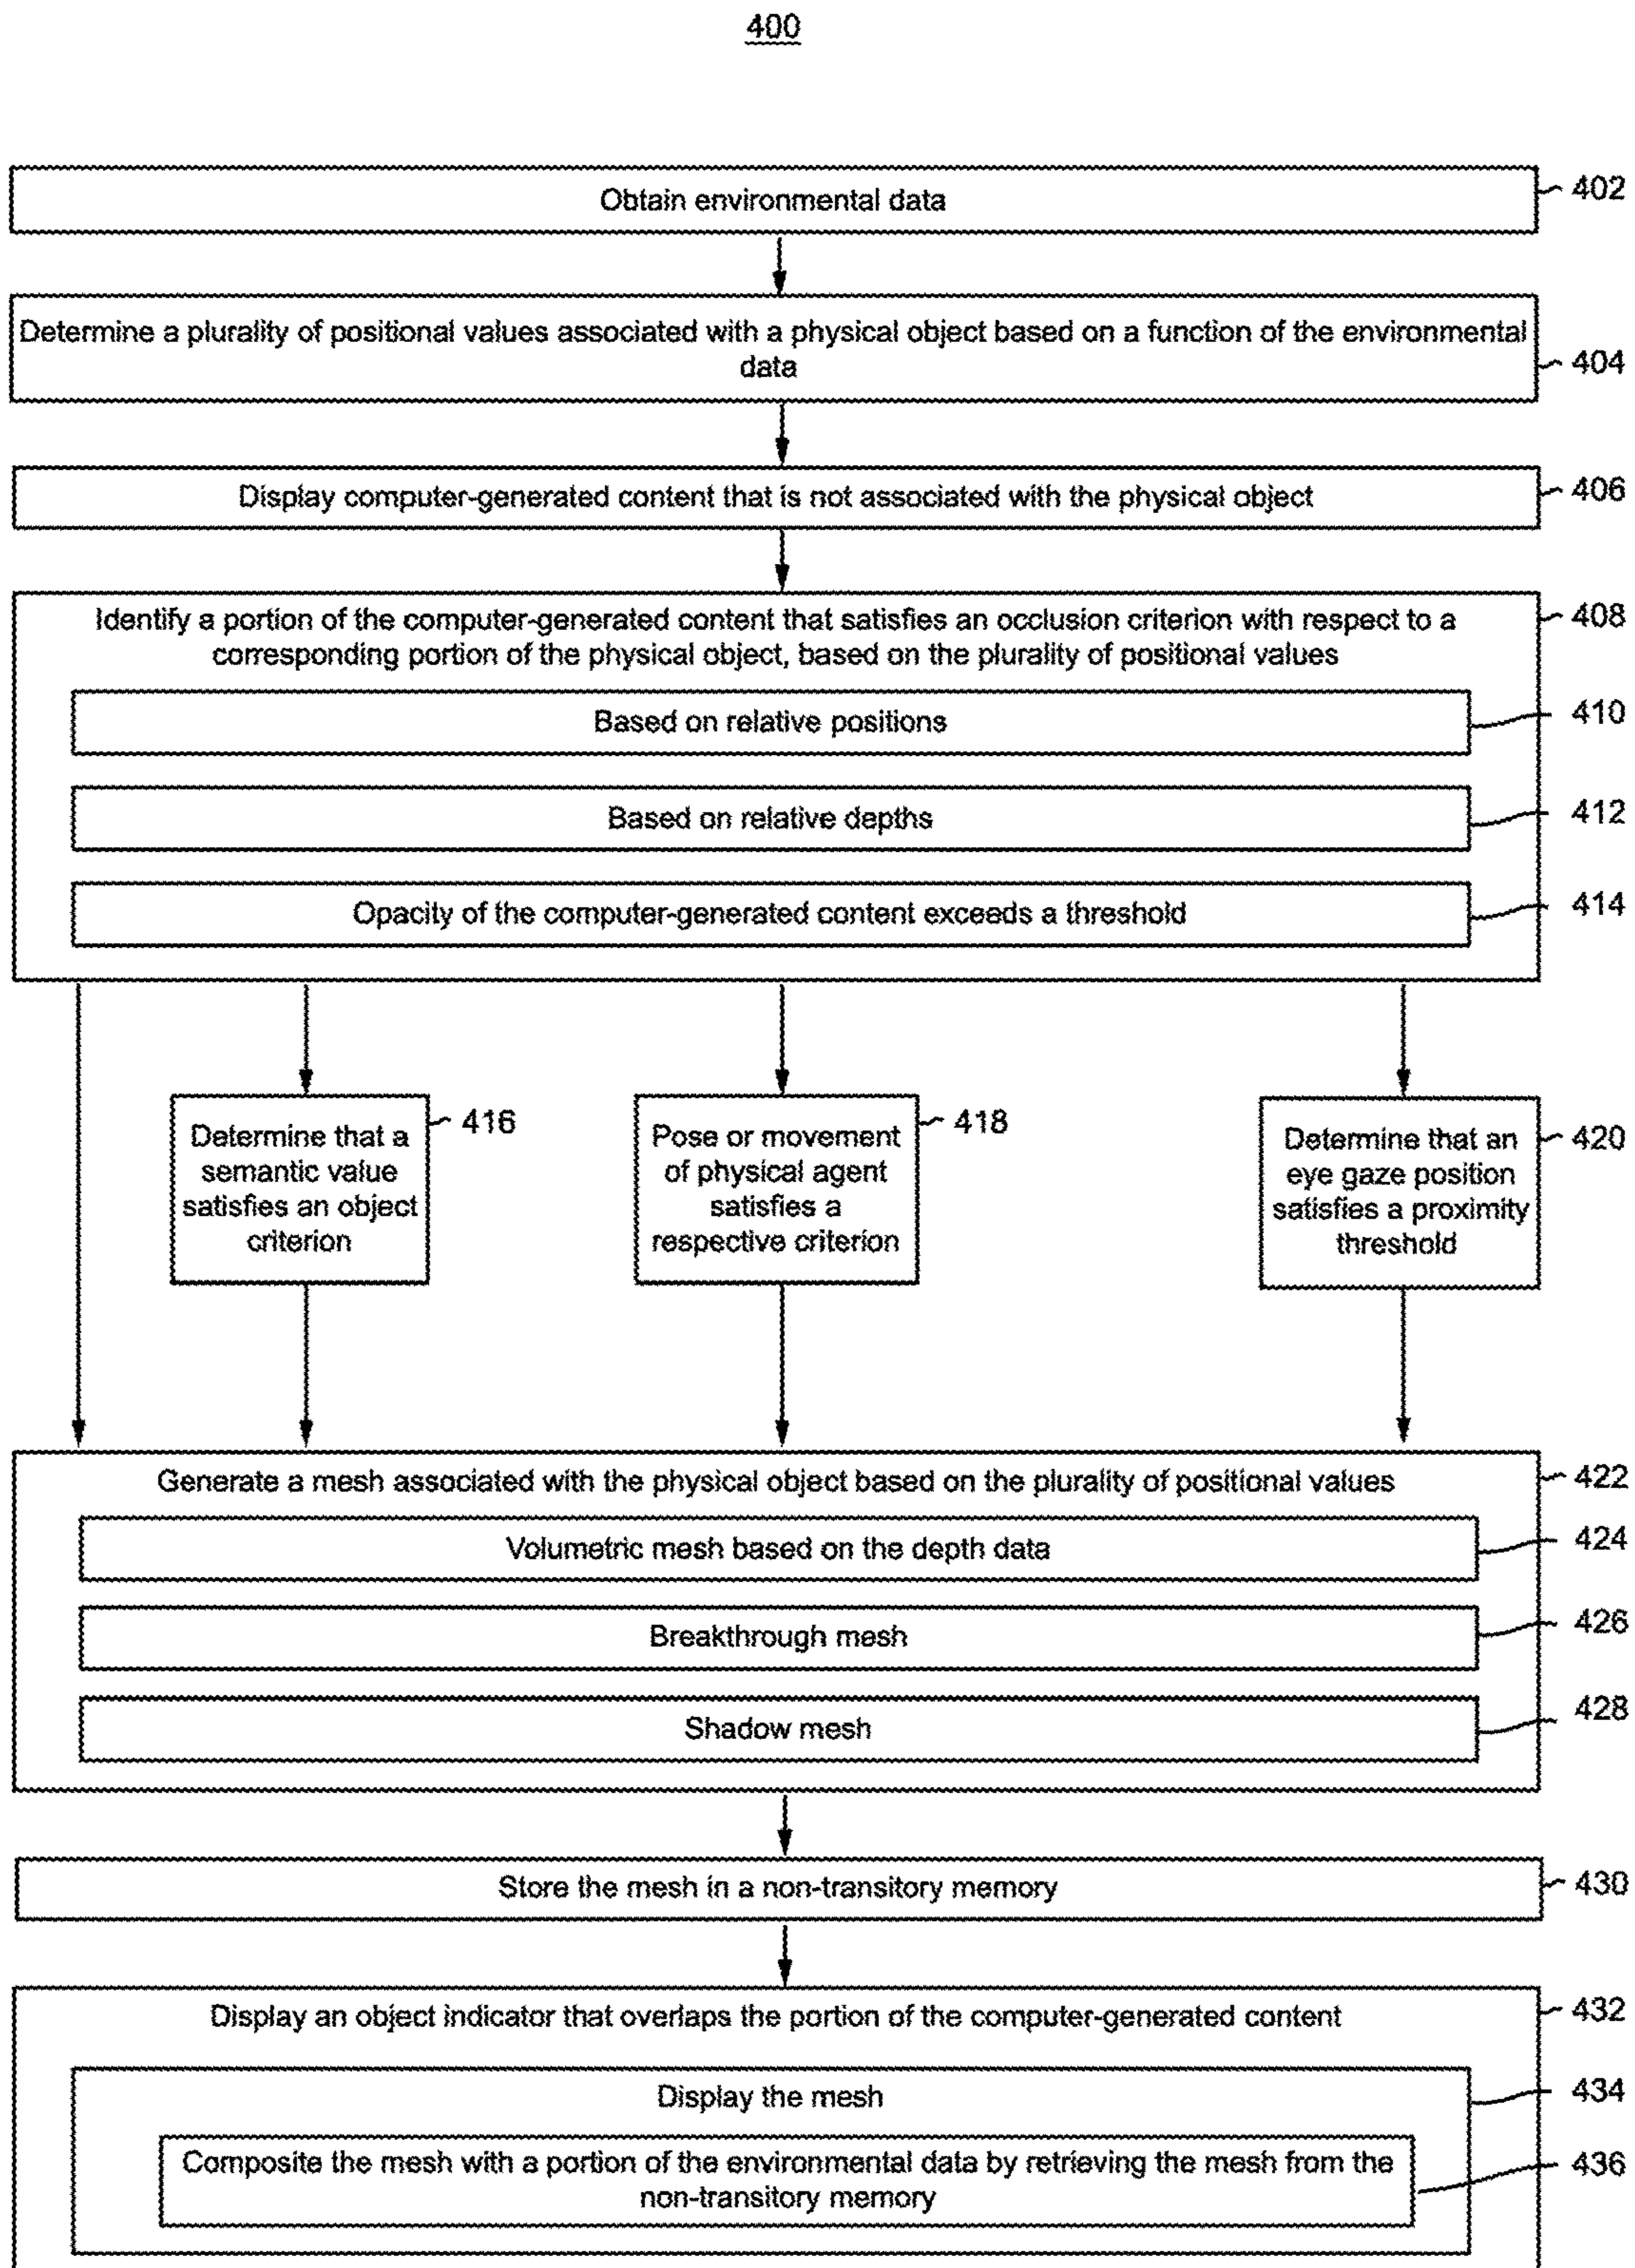 400
Obtain environmental data
402
Determine a plurality of positional values associated with a physical object based on a function of the environmental
data
404
Display computer-generated content that is not associated with the physical object
406
Identify a portion of the computer-generated content that satisfies an occlusion criterion with respect to a
corresponding portion of the physical object, based on the plurality of positional values
408
Based on relative positions
410
Based on relative depths
412
Opacity of the computer-generated content exceeds a threshold
414
Determine that a
semantic value
satisfies an object
criterion
416
Pose or movement
of physical agent
satisfies a
respective criterion
418
Determine that an
eye gaze position
satisfies a proximity
threshold
420
Generate a mesh associated with the physical object based on the plurality of positional values
422
Volumetric mesh based on the depth data
424
Breakthrough mesh
426
Shadow mesh
428
Store the mesh in a non-transitory memory
430
Display an object indicator that overlaps the portion of the computer-generated content
432
Display the mesh
434
Composite the mesh with a portion of the environmental data by retrieving the mesh from the
non-transitory memory
436